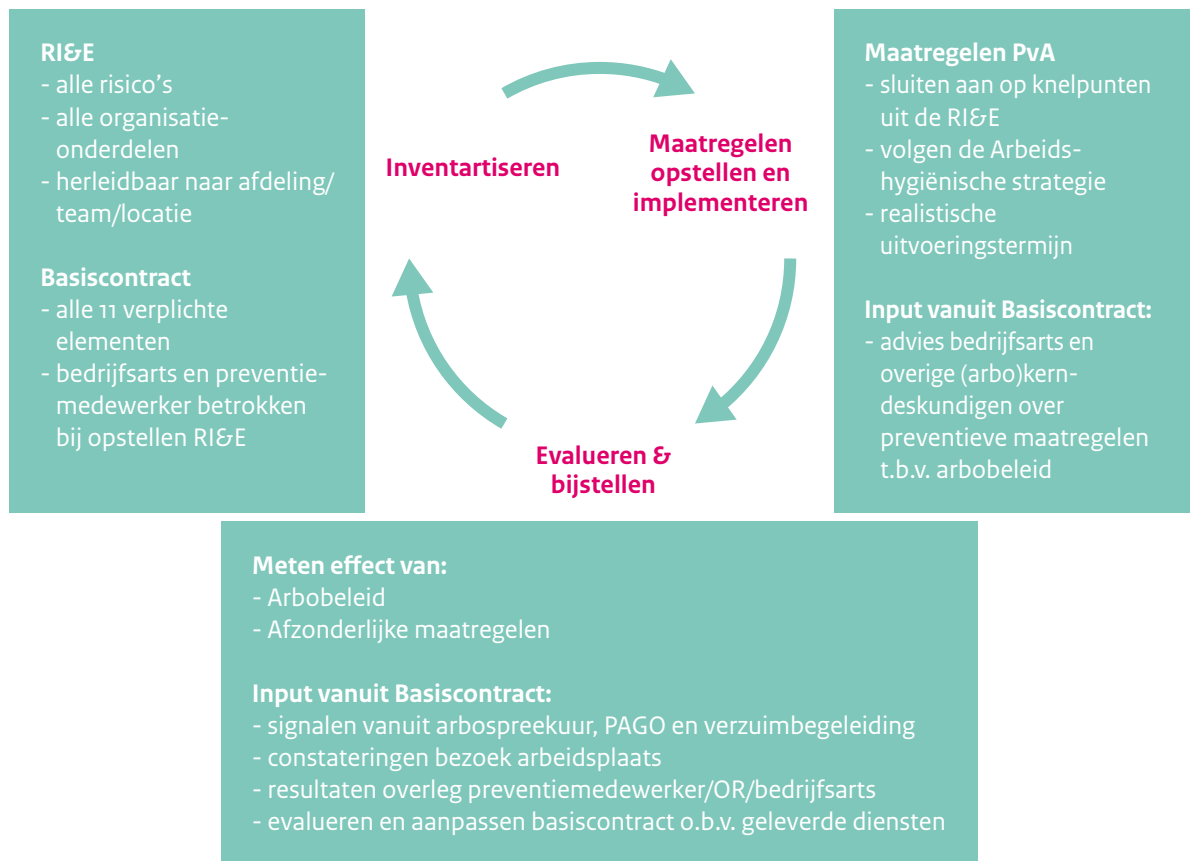 RI&E
- alle risico's
- alle organisatie-
onderdelen
- herleidbaar naar afdeling/
team/locatie
Basiscontract
- alle 11 verplichte
elementen
- bedrijfsarts en preventie-
medewerker betrokken
bij opstellen RI&E
Inventartiseren
Maatregelen
opstellen en
implementeren
Evalueren &
bijstellen
Maatregelen PvA
- sluiten aan op knelpunten
uit de RI&E
- volgen de Arbeids-
hygiënische strategie
- realistische
uitvoeringstermijn
Input vanuit Basiscontract:
- advies bedrijfsarts en
overige (arbo)kern-
deskundigen over
preventieve maatregelen
t.b.v. arbobeleid
Meten effect van:
- Arbobeleid
- Afzonderlijke maatregelen
Input vanuit Basiscontract:
- signalen vanuit arbospreekuur, PAGO en verzuimbegeleiding
- constateringen bezoek arbeidsplaats
- resultaten overleg preventiemedewerker/OR/bedrijfsarts
- evalueren en aanpassen basiscontract o.b.v. geleverde diensten